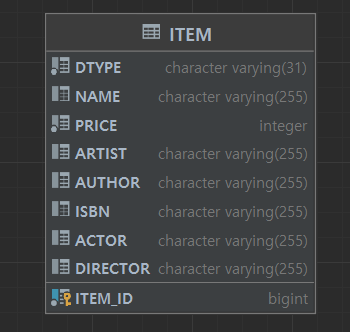 ITEM
DTYPE character varying(31)
NAME character varying(255)
PRICE integer
ARTIST character varying(255)
AUTHOR character varying(255)
ISBN character varying(255)
ACTOR character varying(255)
DIRECTOR character varying(255)
ITEM_ID bigint